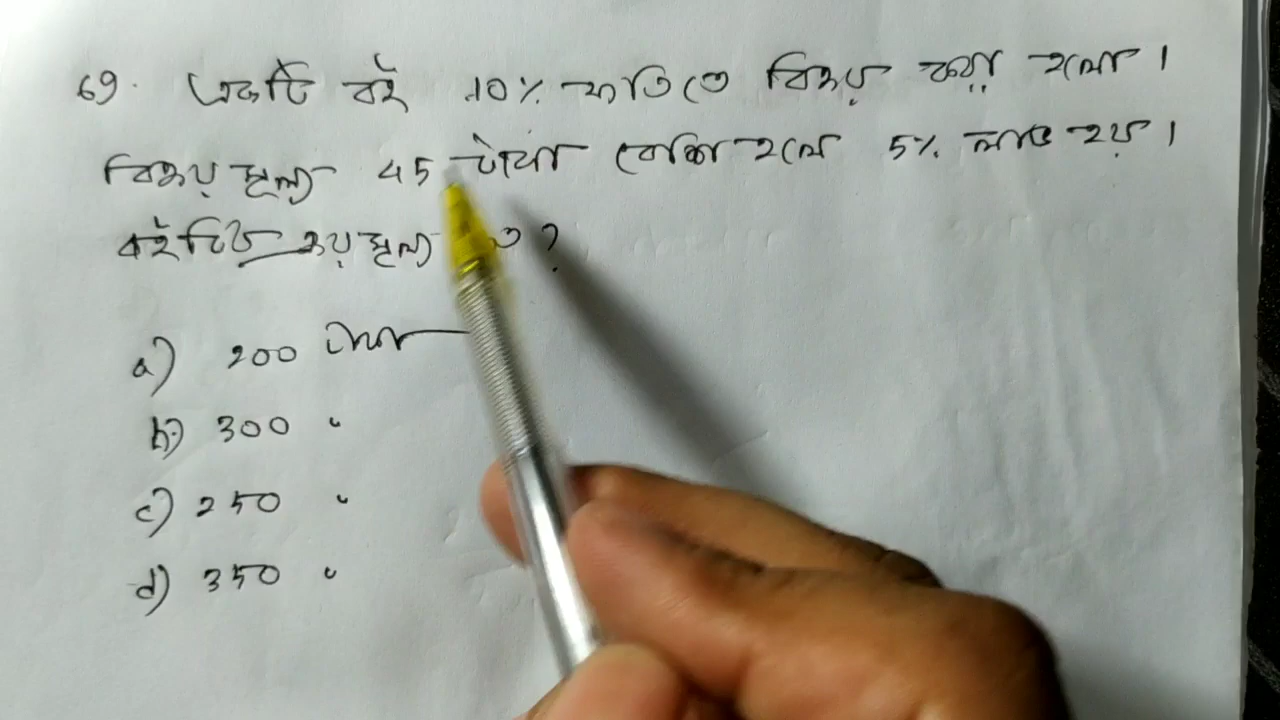 69. একটি বই 10% ক্ষতিতে বিক্রয় করা হলো।
বিক্রয় মূল্য 45 টাকা বেশি হলে 5% লাভ হয়।
বইটির ক্রয় মূল্য ?
a) 200 টাকা
b) 300 "
c) 250 "
d) 350 "